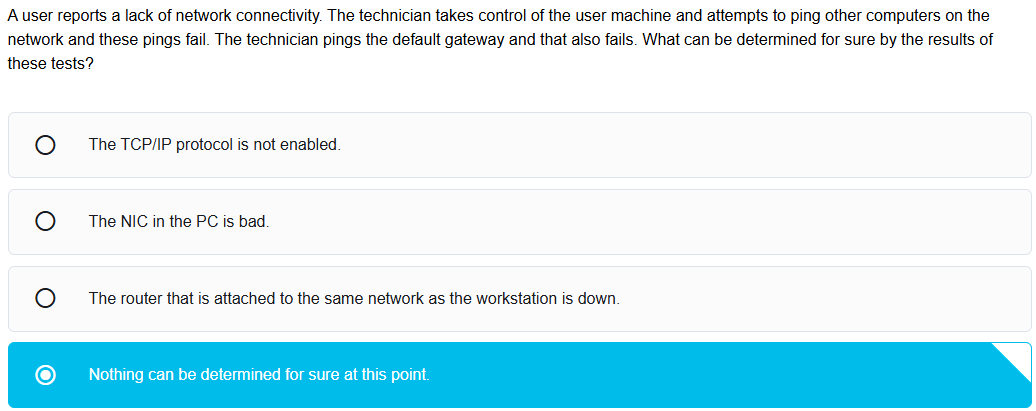 A user reports a lack of network connectivity. The technician takes control of the user machine and attempts to ping other computers on the
network and these pings fail. The technician pings the default gateway and that also fails. What can be determined for sure by the results of
these tests?
The TCP/IP protocol is not enabled.
The NIC in the PC is bad.
The router that is attached to the same network as the workstation is down.
Nothing can be determined for sure at this point.